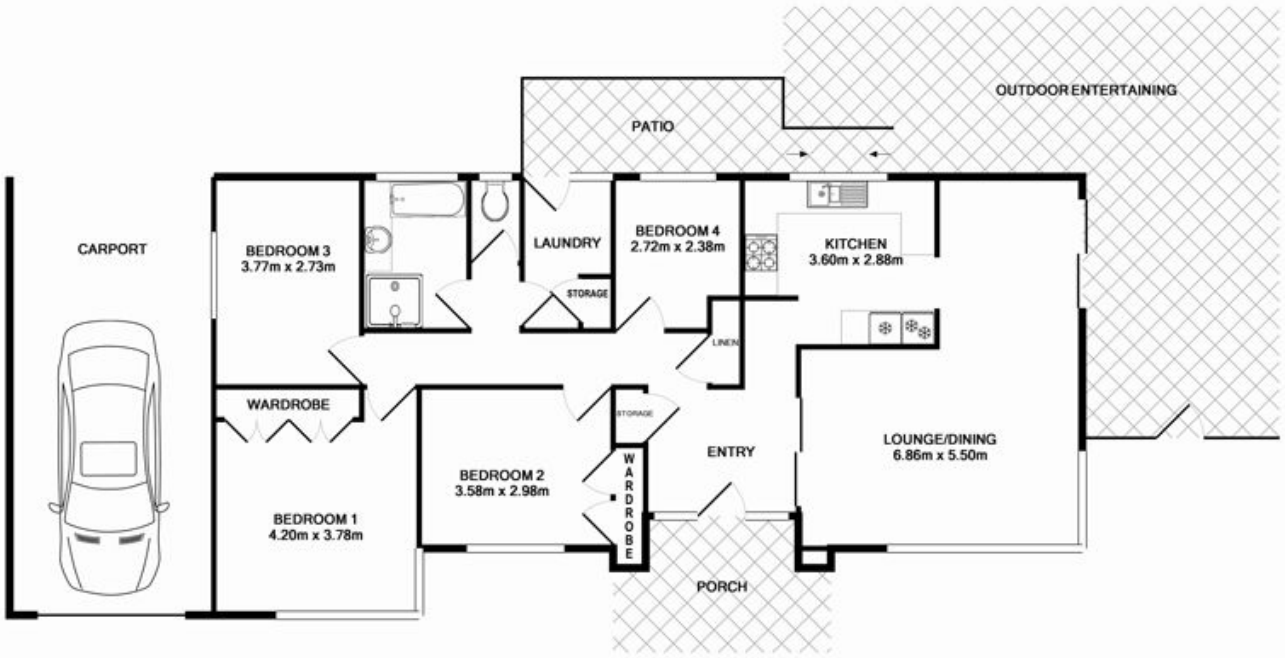 OUTDOOR ENTERTAINING
PATIO
CARPORT
BEDROOM 3
3.77m x 2.73m
LAUNDRY
STORAGE
BEDROOM 4
2.72m x 2.38m
KITCHEN
3.60m x 2.88m
LINEN
WARDROBE
STORAGE
BEDROOM 1
4.20m x 3.78m
BEDROOM 2
3.58m x 2.98m
WARDROBE
ENTRY
LOUNGE/DINING
6.86m x 5.50m
PORCH